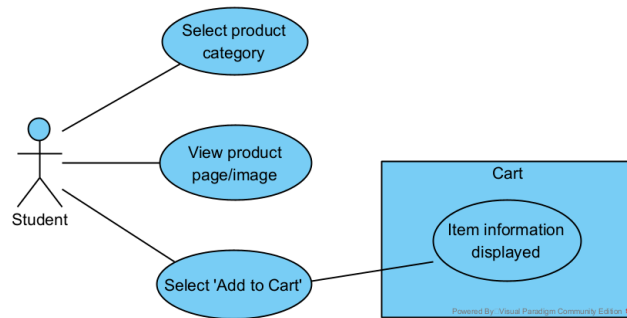 Select product
category
View product
page/image
Student
Select 'Add to Cart'
Cart
Item information
displayed
Powered By: Visual Paradigm Community Edition